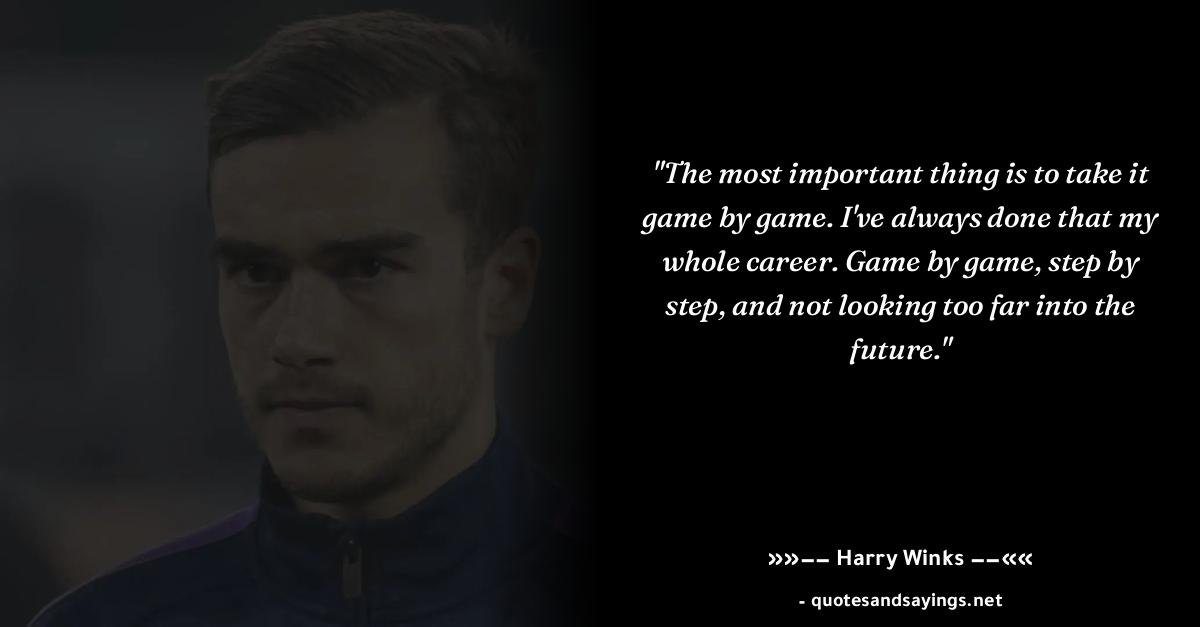 "The most important thing is to take it
game by game. I've always done that my
whole career. Game by game, step by
step, and not looking too far into the
future."
»»–– Harry Winks ––««
- quotesandsayings.net